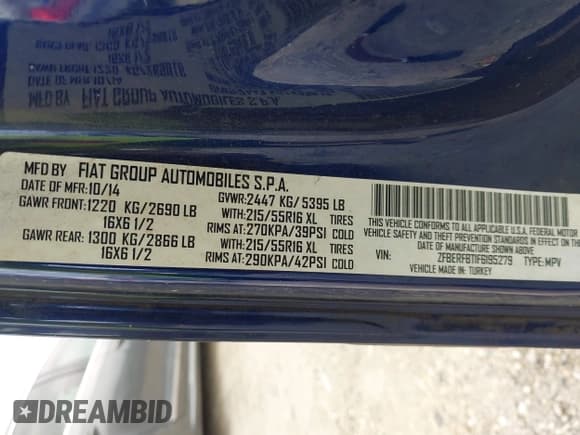 MFD BY FIAT GROUP AUTOMOBILES S.P.A.
DATE OF MFR:10/14 GVWR:2447 KG/5395 LB
GAWR FRONT:1220 KG/2690 LB WITH:215/55R16 XL TIRES
16X6 1/2 RIMS AT:270KPA/39PSI COLD
GAWR REAR:1300 KG/2866 LB WITH:215/55R16 XL TIRES
16X6 1/2 RIMS AT:290KPA/42PSI COLD
THIS VEHICLE CONFORMS TO ALL APPLICABLE U.S.A. FEDERAL MOTOR
VEHICLE SAFETY STANDARDS IN EFFECT ON THE
DATE OF MANUFACTURE SHOWN ABOVE.
VIN: ZFBERFBT1F6195279 TYPE: MPV
VEHICLE MADE IN: TURKEY
DREAMBID